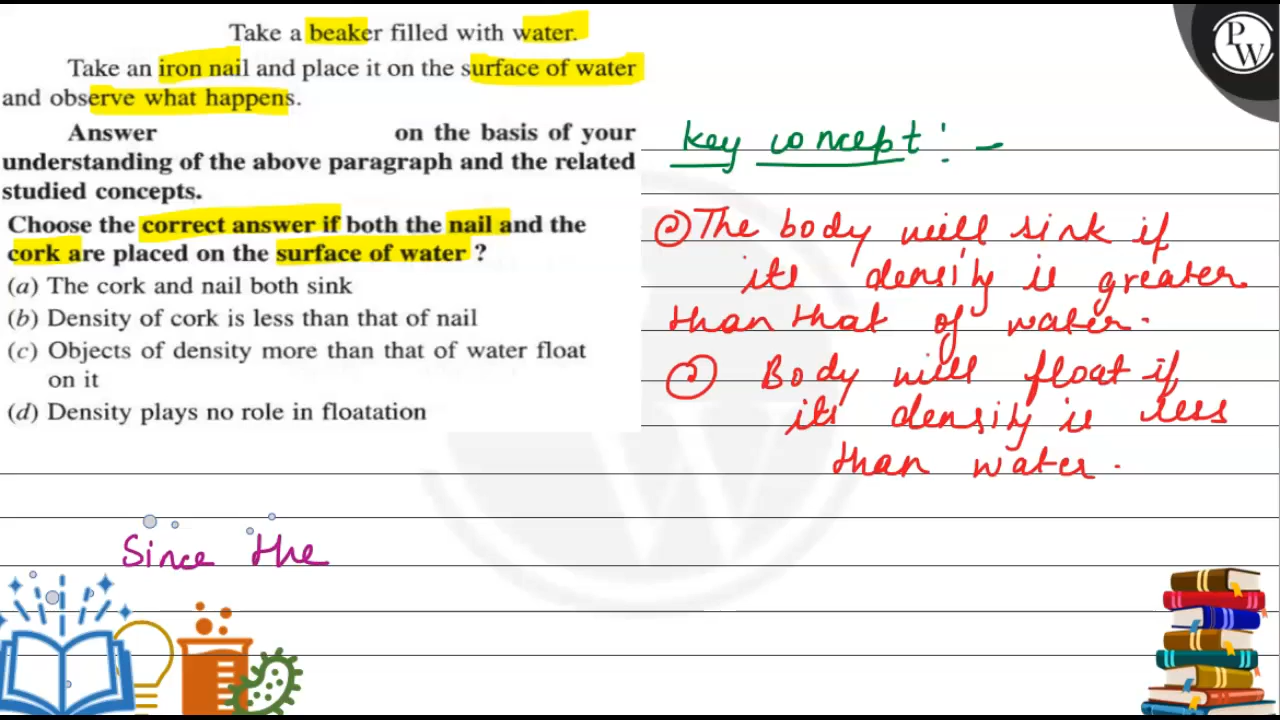 Take a beaker filled with water.
Take an iron nail and place it on the surface of water
and observe what happens.
Answer on the basis of your
understanding of the above paragraph and the related
studied concepts.
Choose the correct answer if both the nail and the
cork are placed on the surface of water ?
(a) The cork and nail both sink
(b) Density of cork is less than that of nail
(c) Objects of density more than that of water float
on it
(d) Density plays no role in floatation
PW
key concept :-
The body will sink if
its density is greater
than that of water.
Body will float if
its density is less
than water.
Since the